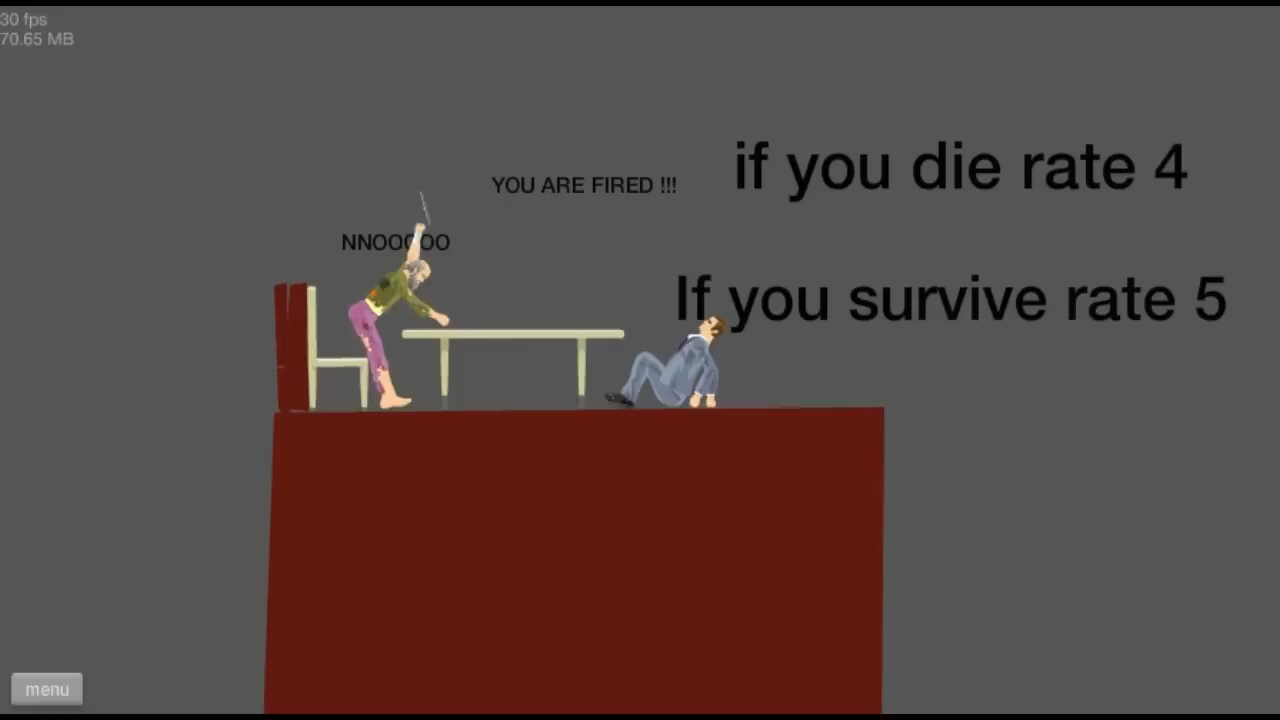 30 fps
70.65 MB
if you die rate 4
YOU ARE FIRED !!!
NNOOOOO
If you survive rate 5
menu